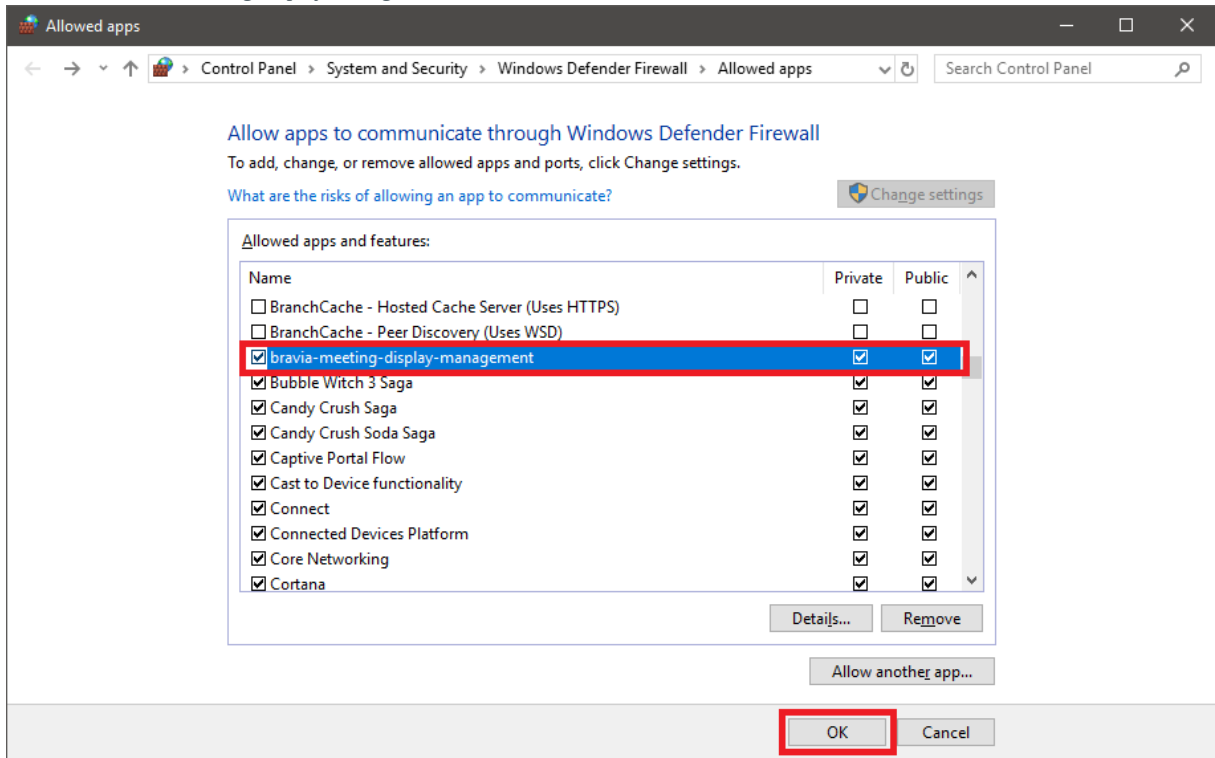 Allowed apps
Control Panel > System and Security > Windows Defender Firewall > Allowed apps
Search Control Panel
Allow apps to communicate through Windows Defender Firewall
To add, change, or remove allowed apps and ports, click Change settings.
What are the risks of allowing an app to communicate?
Change settings
Allowed apps and features:
Name Private Public
BranchCache - Hosted Cache Server (Uses HTTPS)
BranchCache - Peer Discovery (Uses WSD)
bravia-meeting-display-management
Bubble Witch 3 Saga
Candy Crush Saga
Candy Crush Soda Saga
Captive Portal Flow
Cast to Device functionality
Connect
Connected Devices Platform
Core Networking
Cortana
Details... Remove
Allow another app...
OK Cancel